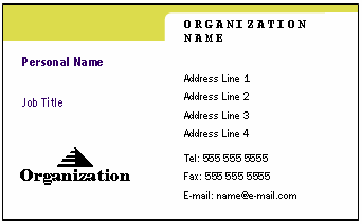 ORGANIZATION
NAME
Personal Name
Job Title
Organization
Address Line 1
Address Line 2
Address Line 3
Address Line 4
Tel: 555 555 5555
Fax: 555 555 5555
E-mail: name@e-mail.com